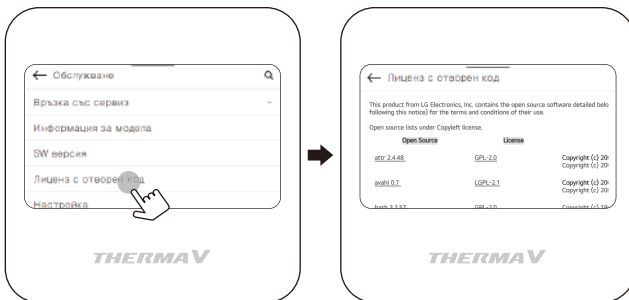 Обслужване
Връзка със сервиз
Информация за модела
SW версия
Лиценз с отворен код
Настройка
THERMA V
Лиценз с отворен код
This product from LG Electronics, Inc. contains the open source software detailed belo
following this notice) for the terms and conditions of their use.
Open source lists under Copyleft license.
Open Source License
attr 2.4.48 GPL-2.0 Copyright (c) 20
Copyright (c) 20
avahi 0.7 LGPL-2.1 Copyright (c) 20
Copyright (c) 20
bash 3.2.57 GPL-2.0 Copyright (c) 19
THERMA V